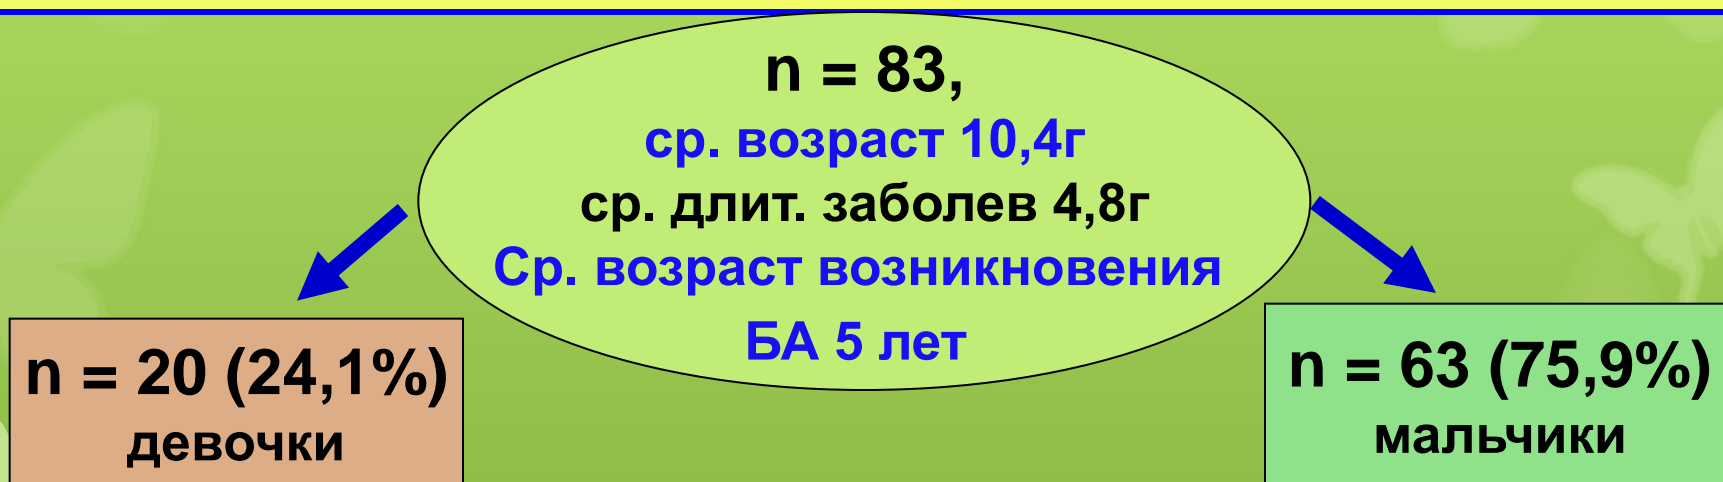 n = 83,
ср. возраст 10,4г
ср. длит. заболев 4,8г
Ср. возраст возникновения
БА 5 лет
n = 20 (24,1%)
девочки
n = 63 (75,9%)
мальчики